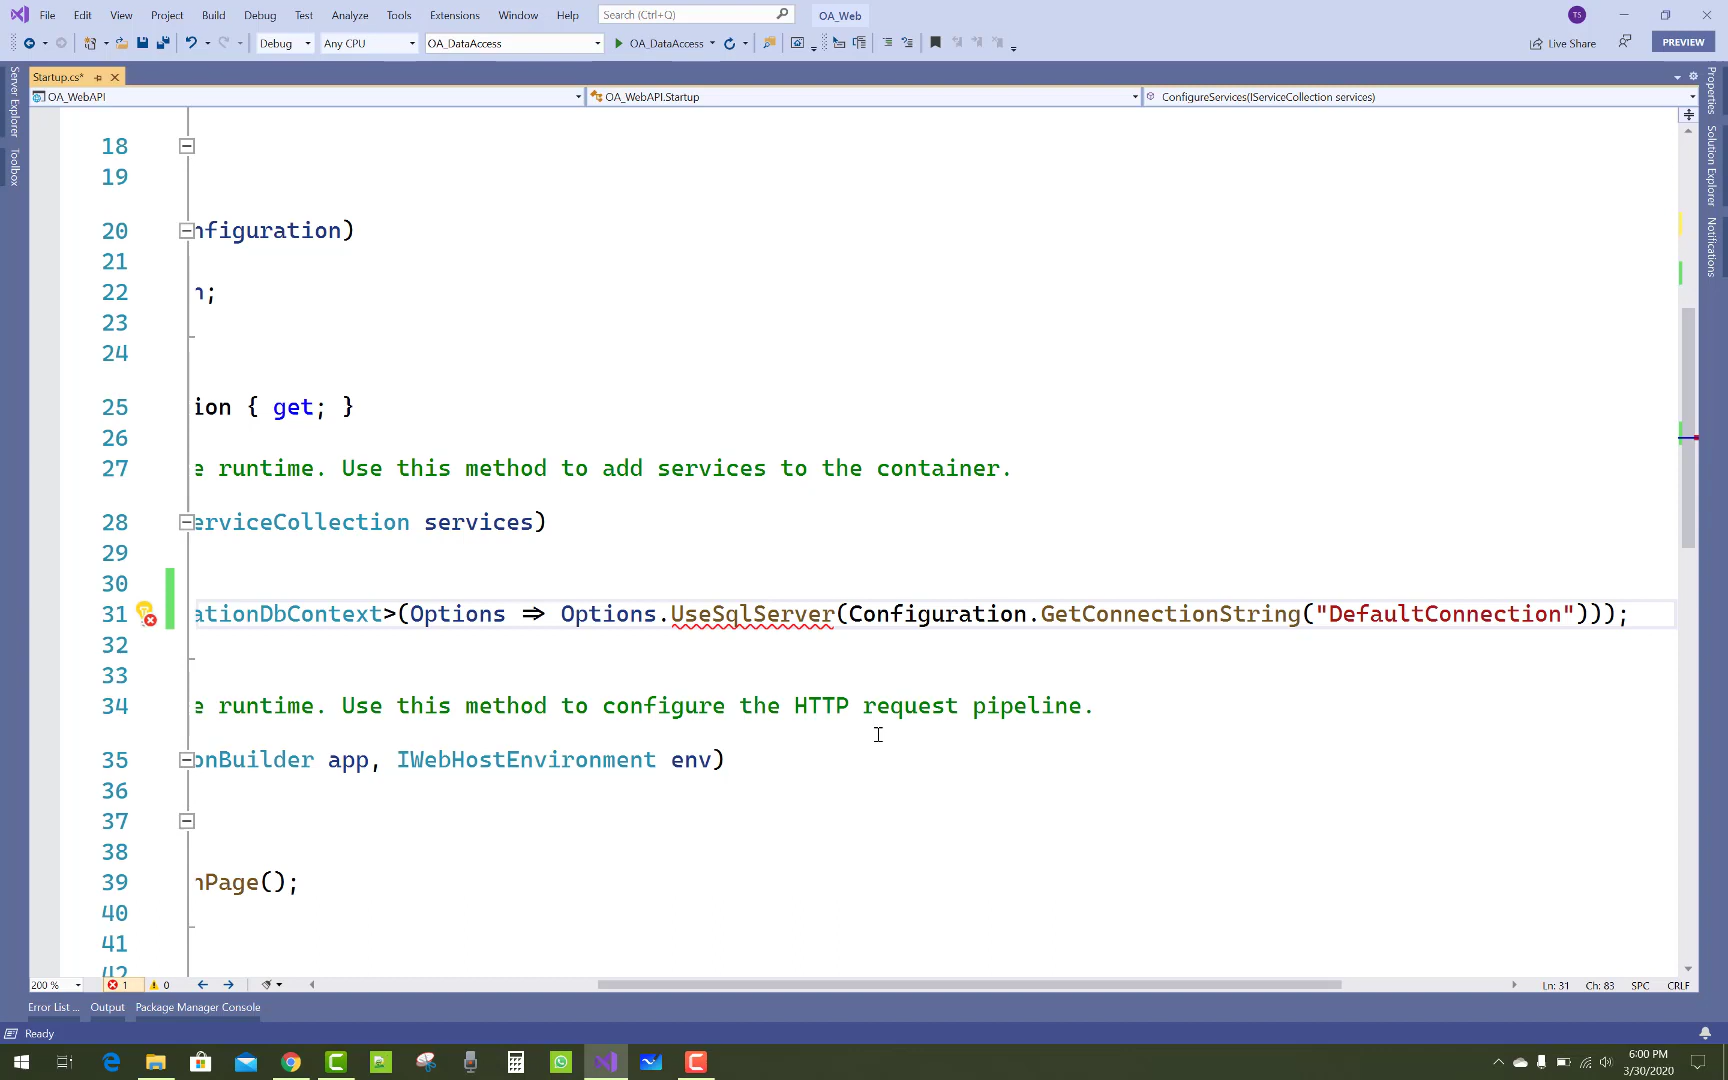 File Edit View Project Build Debug Test Analyze Tools Extensions Window Help Search (Ctrl+Q) OA_Web TS
Debug Any CPU OA_DataAccess OA_DataAccess Live Share PREVIEW
Startup.cs*
OA_WebAPI OA_WebAPI.Startup ConfigureServices(IServiceCollection services)
Server Explorer
Toolbox
Properties
Solution Explorer
Notifications
18
19
20 nfiguration)
21
22 n;
23
24
25 ion { get; }
26
27 e runtime. Use this method to add services to the container.
28 erviceCollection services)
29
30
31 ationDbContext>(Options => Options.UseSqlServer(Configuration.GetConnectionString("DefaultConnection")));
32
33
34 e runtime. Use this method to configure the HTTP request pipeline.
35 onBuilder app, IWebHostEnvironment env)
36
37
38
39 nPage();
40
41
42
200 % 1 0 Ln: 31 Ch: 83 SPC CRLF
Error List ... Output Package Manager Console
Ready
6:00 PM
3/30/2020